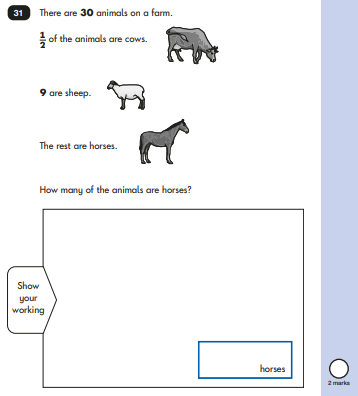 31 There are 30 animals on a farm.
1/2 of the animals are cows.
9 are sheep.
The rest are horses.
How many of the animals are horses?
Show
your
working
horses
2 marks